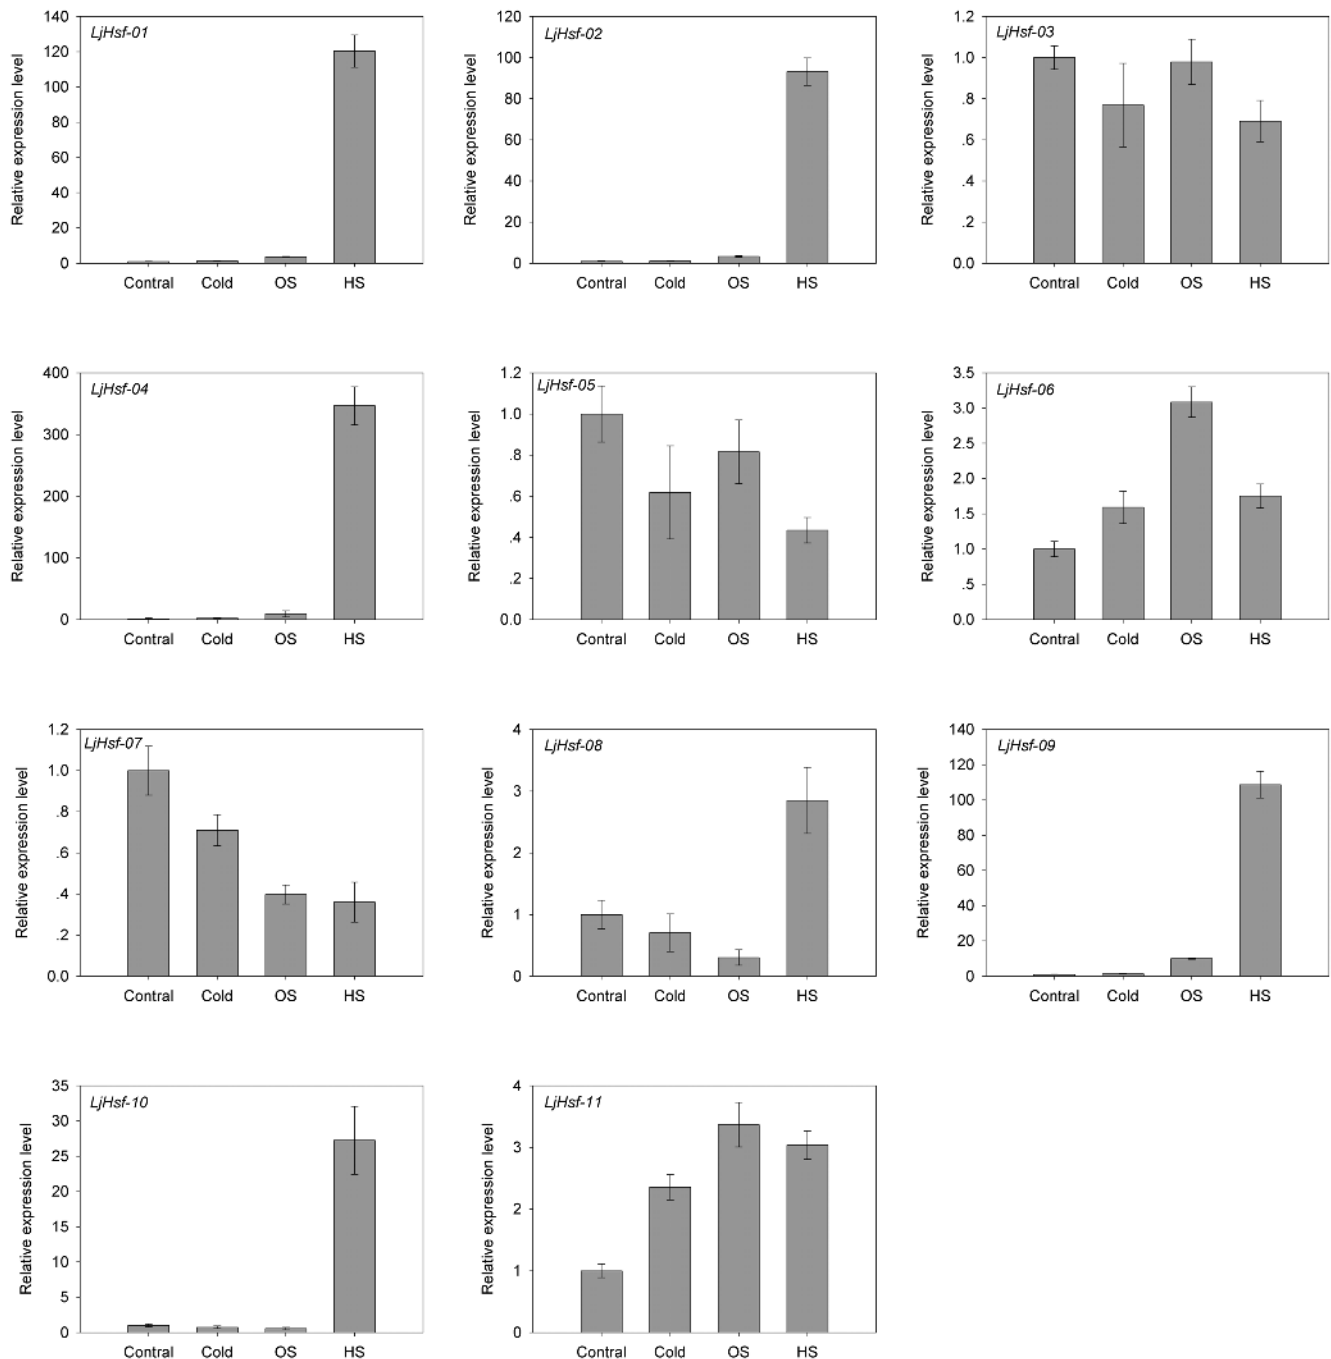 LjHsf-01
Relative expression level
140
120
100
80
60
40
20
0
Contral Cold OS HS
LjHsf-02
Relative expression level
120
100
80
60
40
20
0
Contral Cold OS HS
LjHsf-03
Relative expression level
1.2
1.0
.8
.6
.4
.2
0.0
Contral Cold OS HS
LjHsf-04
Relative expression level
400
300
200
100
0
Contral Cold OS HS
LjHsf-05
Relative expression level
1.2
1.0
.8
.6
.4
.2
0.0
Contral Cold OS HS
LjHsf-06
Relative expression level
3.5
3.0
2.5
2.0
1.5
1.0
.5
0.0
Contral Cold OS HS
LjHsf-07
Relative expression level
1.2
1.0
.8
.6
.4
.2
0.0
Contral Cold OS HS
LjHsf-08
Relative expression level
4
3
2
1
0
Contral Cold OS HS
LjHsf-09
Relative expression level
140
120
100
80
60
40
20
0
Contral Cold OS HS
LjHsf-10
Relative expression level
35
30
25
20
15
10
5
0
Contral Cold OS HS
LjHsf-11
Relative expression level
4
3
2
1
0
Contral Cold OS HS